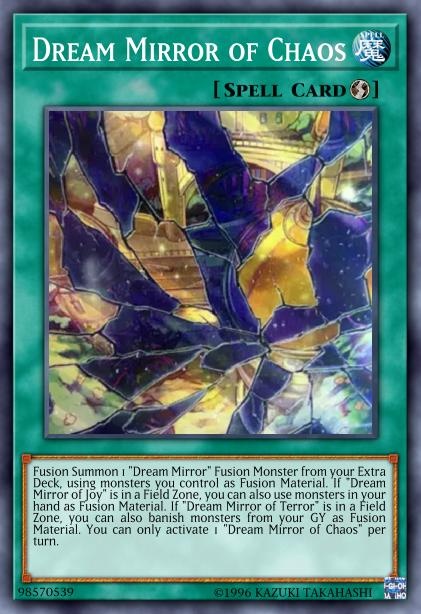 DREAM MIRROR OF CHAOS
SPELL
魔
[SPELL CARD]
Fusion Summon 1 "Dream Mirror" Fusion Monster from your Extra
Deck, using monsters you control as Fusion Material. If "Dream
Mirror of Joy" is in a Field Zone, you can also use monsters in your
hand as Fusion Material. If "Dream Mirror of Terror" is in a Field
Zone, you can also banish monsters from your GY as Fusion
Material. You can only activate 1 "Dream Mirror of Chaos" per
turn.
98570539
©1996 KAZUKI TAKAHASHI